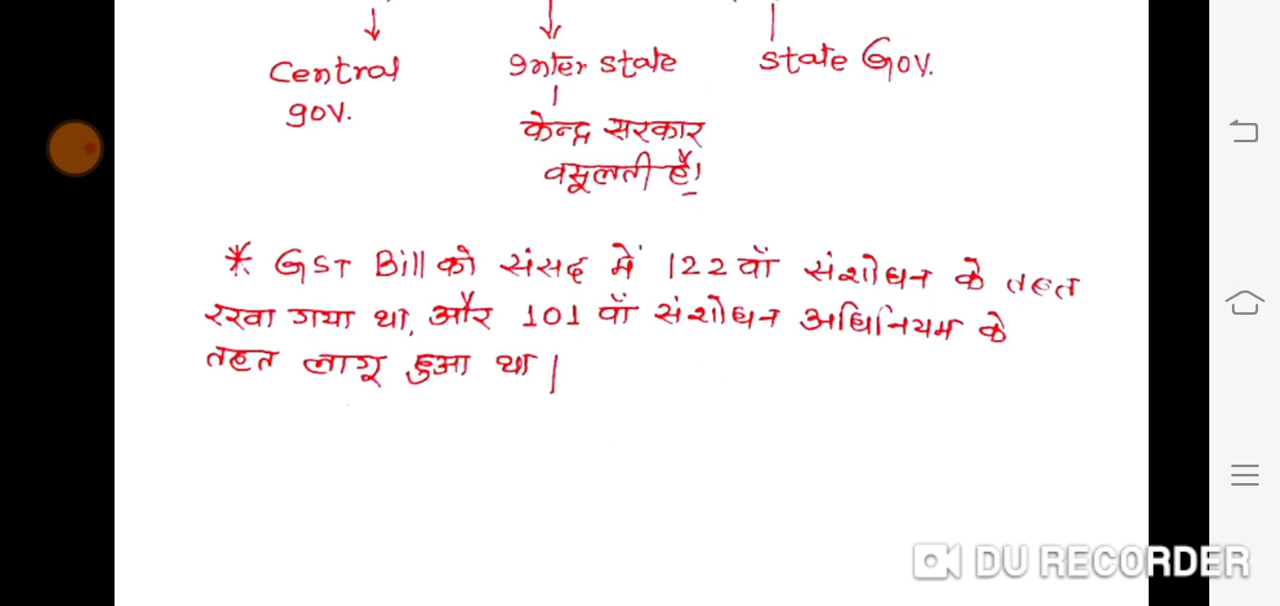 Central
gov.
Inter state
केन्द्र सरकार
वसूलती है।
state Gov.
* GST Bill को संसद में 122 वाँ संशोधन के तहत
रखा गया था, और 101 वाँ संशोधन अधिनियम के
तहत लागू हुआ था |
DU RECORDER